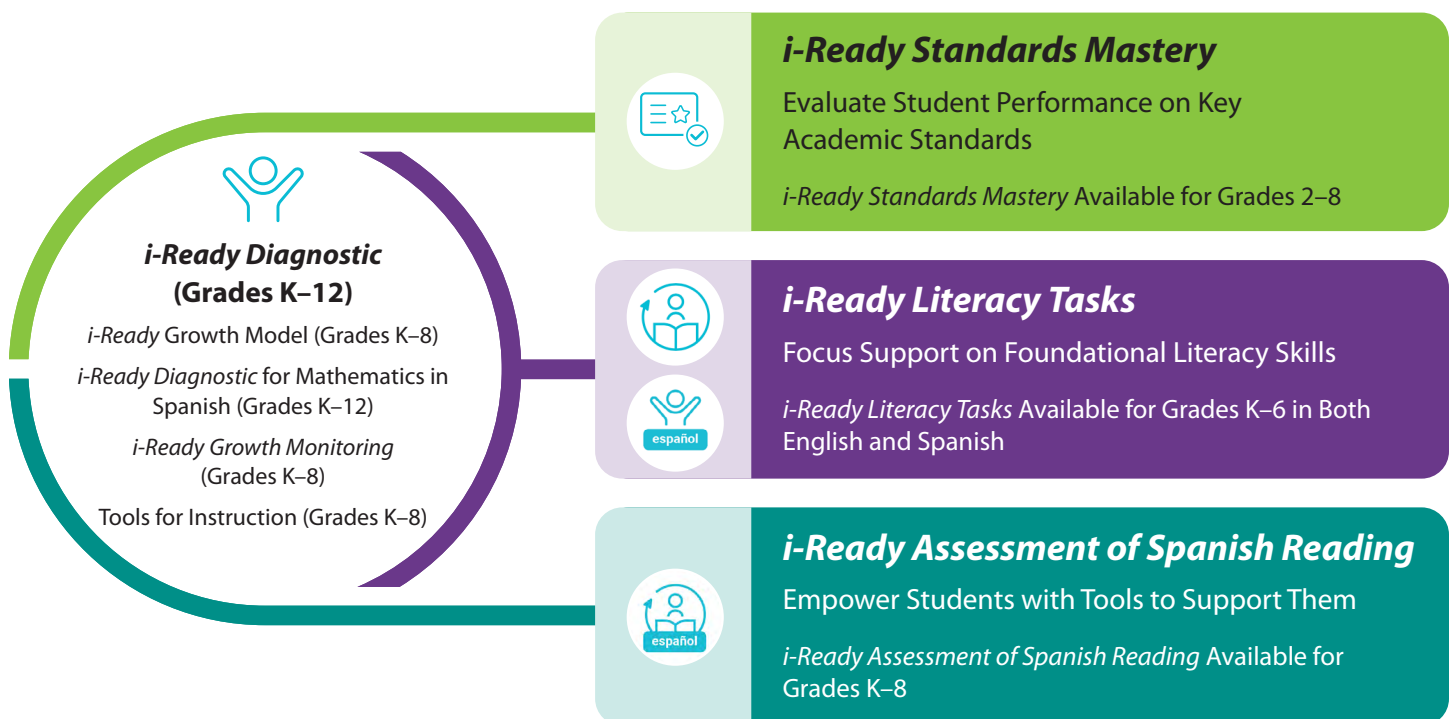 i-Ready Diagnostic
(Grades K–12)
i-Ready Growth Model (Grades K–8)
i-Ready Diagnostic for Mathematics in
Spanish (Grades K–12)
i-Ready Growth Monitoring
(Grades K–8)
Tools for Instruction (Grades K–8)
i-Ready Standards Mastery
Evaluate Student Performance on Key
Academic Standards
i-Ready Standards Mastery Available for Grades 2–8
español
i-Ready Literacy Tasks
Focus Support on Foundational Literacy Skills
i-Ready Literacy Tasks Available for Grades K–6 in Both
English and Spanish
español
i-Ready Assessment of Spanish Reading
Empower Students with Tools to Support Them
i-Ready Assessment of Spanish Reading Available for
Grades K–8